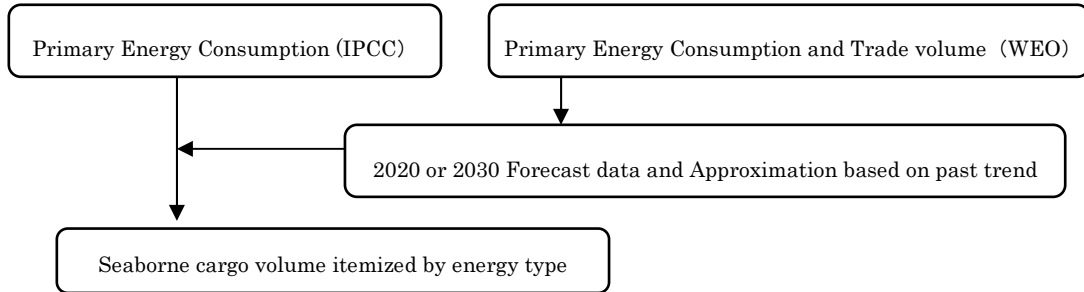 Primary Energy Consumption (IPCC）
Primary Energy Consumption and Trade volume（WEO）
2020 or 2030 Forecast data and Approximation based on past trend
Seaborne cargo volume itemized by energy type